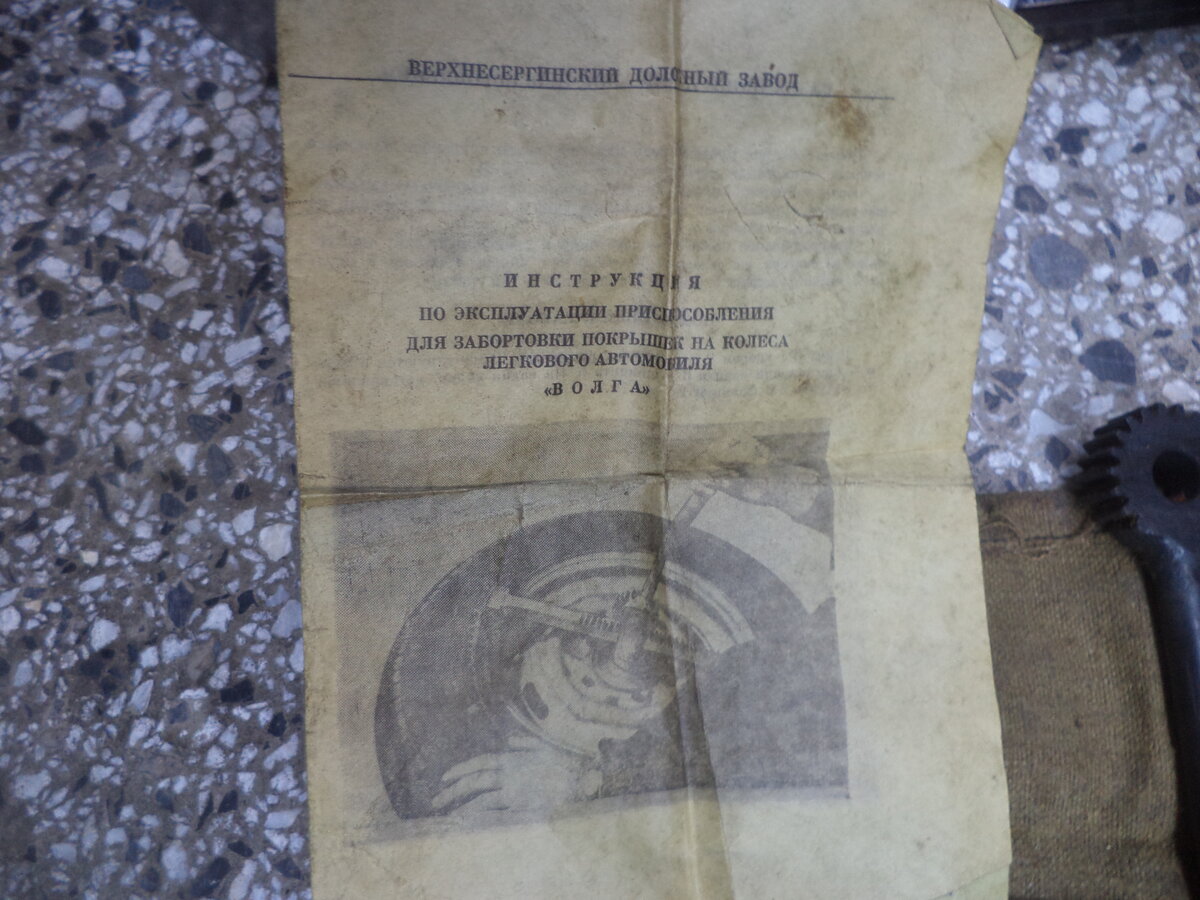 ВЕРХНЕСЕРГИНСКИЙ ДОЛОТНЫЙ ЗАВОД
ИНСТРУКЦИЯ
ПО ЭКСПЛУАТАЦИИ ПРИСПОСОБЛЕНИЯ
ДЛЯ ЗАБОРТОВКИ ПОКРЫШЕК НА КОЛЕСА
ЛЕГКОВОГО АВТОМОБИЛЯ
«ВОЛГА»